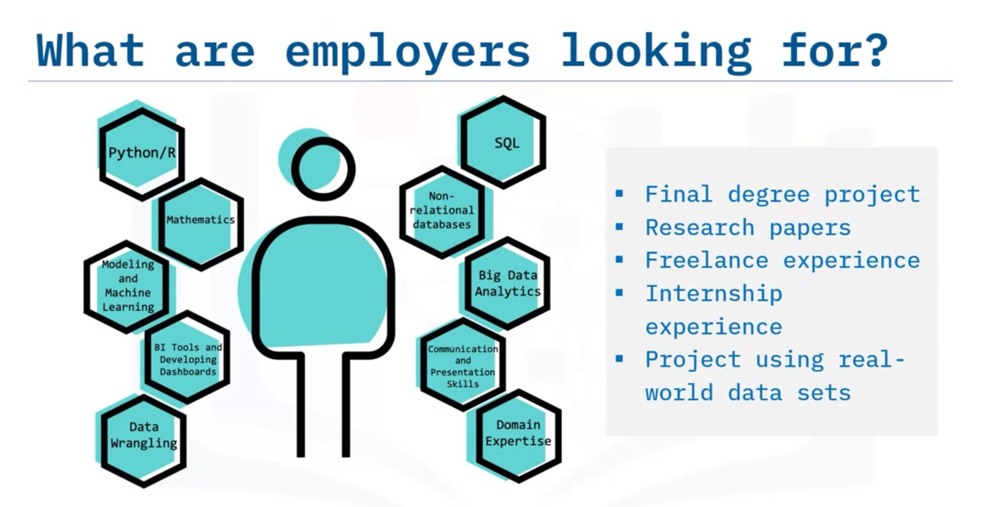 What are employers looking for?
Python/R
Mathematics
Modeling
and
Machine
Learning
BI Tools and
Developing
Dashboards
Data
Wrangling
SQL
Non-
relational
databases
Big Data
Analytics
Communication
and
Presentation
Skills
Domain
Expertise
▪ Final degree project
▪ Research papers
▪ Freelance experience
▪ Internship
experience
▪ Project using real-
world data sets